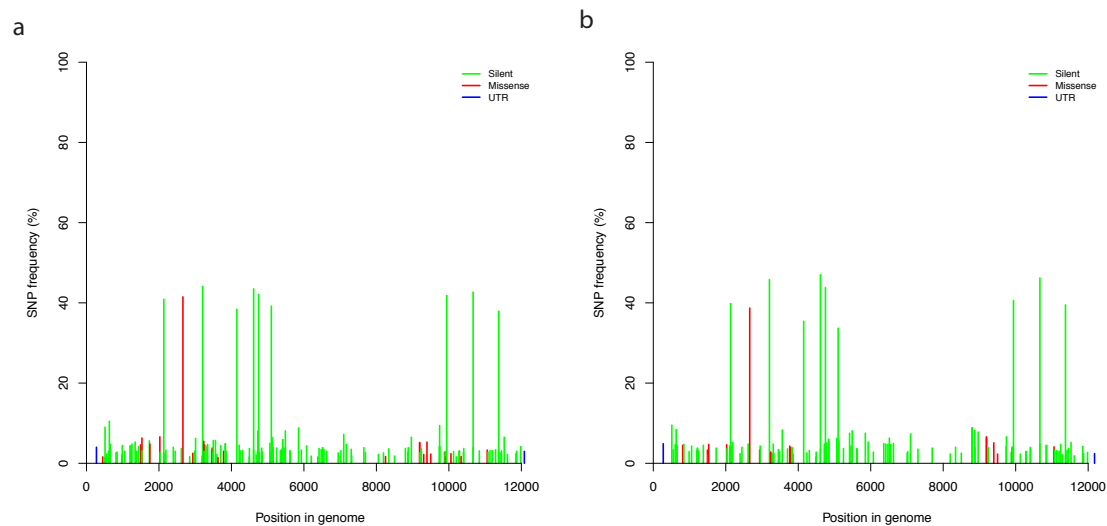 a
100
80
60
40
20
0
SNP frequency (%)
Silent
Missense
UTR
0 2000 4000 6000 8000 10000 12000
Position in genome
b
100
80
60
40
20
0
SNP frequency (%)
Silent
Missense
UTR
0 2000 4000 6000 8000 10000 12000
Position in genome